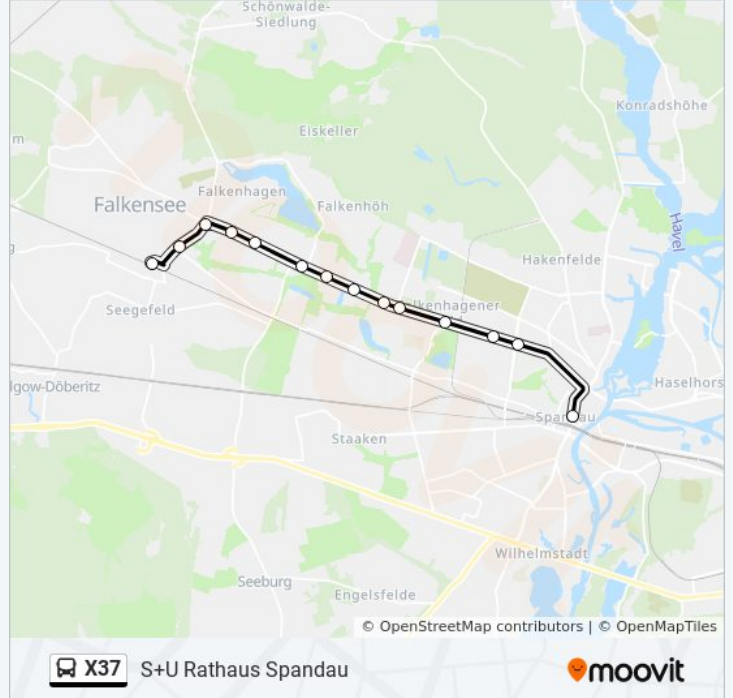 Schönwalde-
Siedlung
Konradshöhe
Eiskeller
Falkenhagen
Falkensee
Falkenhöh
Havel
Hakenfelde
lkenhagener
Seegefeld
lgow-Döberitz
Haselhors
Spandau
Staaken
Wilhelmstadt
Seeburg
Engelsfelde
© OpenStreetMap contributors | © OpenMapTiles
X37 S+U Rathaus Spandau
moovit